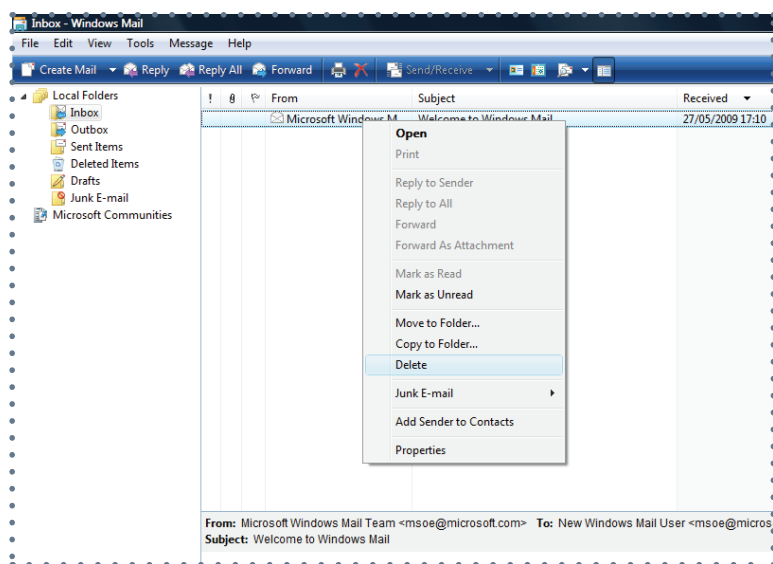 Inbox - Windows Mail
File Edit View Tools Message Help
Create Mail Reply Reply All Forward Send/Receive
Local Folders
Inbox
Outbox
Sent Items
Deleted Items
Drafts
Junk E-mail
Microsoft Communities
! From Subject Received
Microsoft Windows M... Welcome to Windows Mail 27/05/2009 17:10
Open
Print
Reply to Sender
Reply to All
Forward
Forward As Attachment
Mark as Read
Mark as Unread
Move to Folder...
Copy to Folder...
Delete
Junk E-mail
Add Sender to Contacts
Properties
From: Microsoft Windows Mail Team <msoe@microsoft.com> To: New Windows Mail User <msoe@micros
Subject: Welcome to Windows Mail